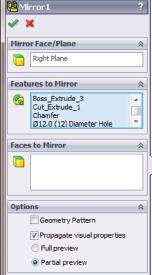 Mirror1
?
Mirror Face/Plane
Right Plane
Features to Mirror
Boss_Extrude_3
Cut_Extrude_1
Chamfer
Ø12.0 (12) Diameter Hole
Faces to Mirror
Options
Geometry Pattern
Propagate visual properties
Full preview
Partial preview